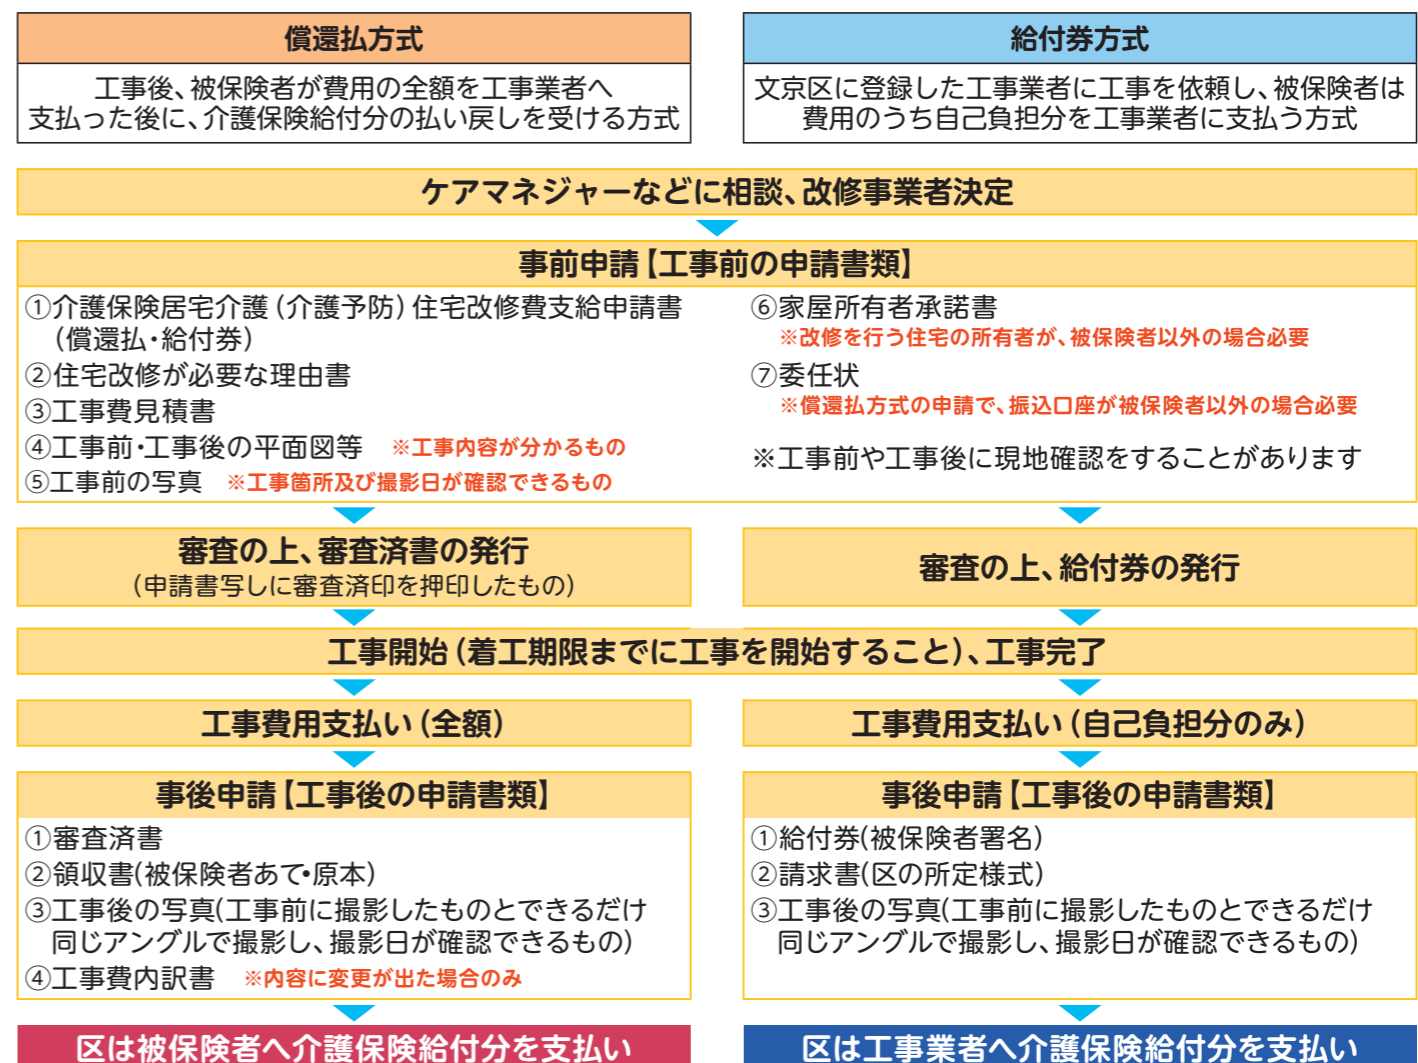 償還払方式
工事後、被保険者が費用の全額を工事業者へ
支払った後に、介護保険給付分の払い戻しを受ける方式
給付券方式
文京区に登録した工事業者に工事を依頼し、被保険者は
費用のうち自己負担分を工事業者に支払う方式
ケアマネジャーなどに相談、改修事業者決定
事前申請【工事前の申請書類】
①介護保険居宅介護（介護予防）住宅改修費支給申請書
（償還払・給付券）
②住宅改修が必要な理由書
③工事費見積書
④工事前・工事後の平面図等 ※工事内容が分かるもの
⑤工事前の写真 ※工事箇所及び撮影日が確認できるもの
⑥家屋所有者承諾書
※改修を行う住宅の所有者が、被保険者以外の場合必要
⑦委任状
※償還払方式の申請で、振込口座が被保険者以外の場合必要
※工事前や工事後に現地確認をすることがあります
審査の上、審査済書の発行
（申請書写しに審査済印を押印したもの）
審査の上、給付券の発行
工事開始（着工期限までに工事を開始すること）、工事完了
工事費用支払い（全額）
工事費用支払い（自己負担分のみ）
事後申請【工事後の申請書類】
①審査済書
②領収書(被保険者あて・原本)
③工事後の写真(工事前に撮影したものとできるだけ
同じアングルで撮影し、撮影日が確認できるもの)
④工事費内訳書 ※内容に変更が出た場合のみ
事後申請【工事後の申請書類】
①給付券(被保険者署名)
②請求書(区の所定様式)
③工事後の写真(工事前に撮影したものとできるだけ
同じアングルで撮影し、撮影日が確認できるもの)
区は被保険者へ介護保険給付分を支払い
区は工事業者へ介護保険給付分を支払い